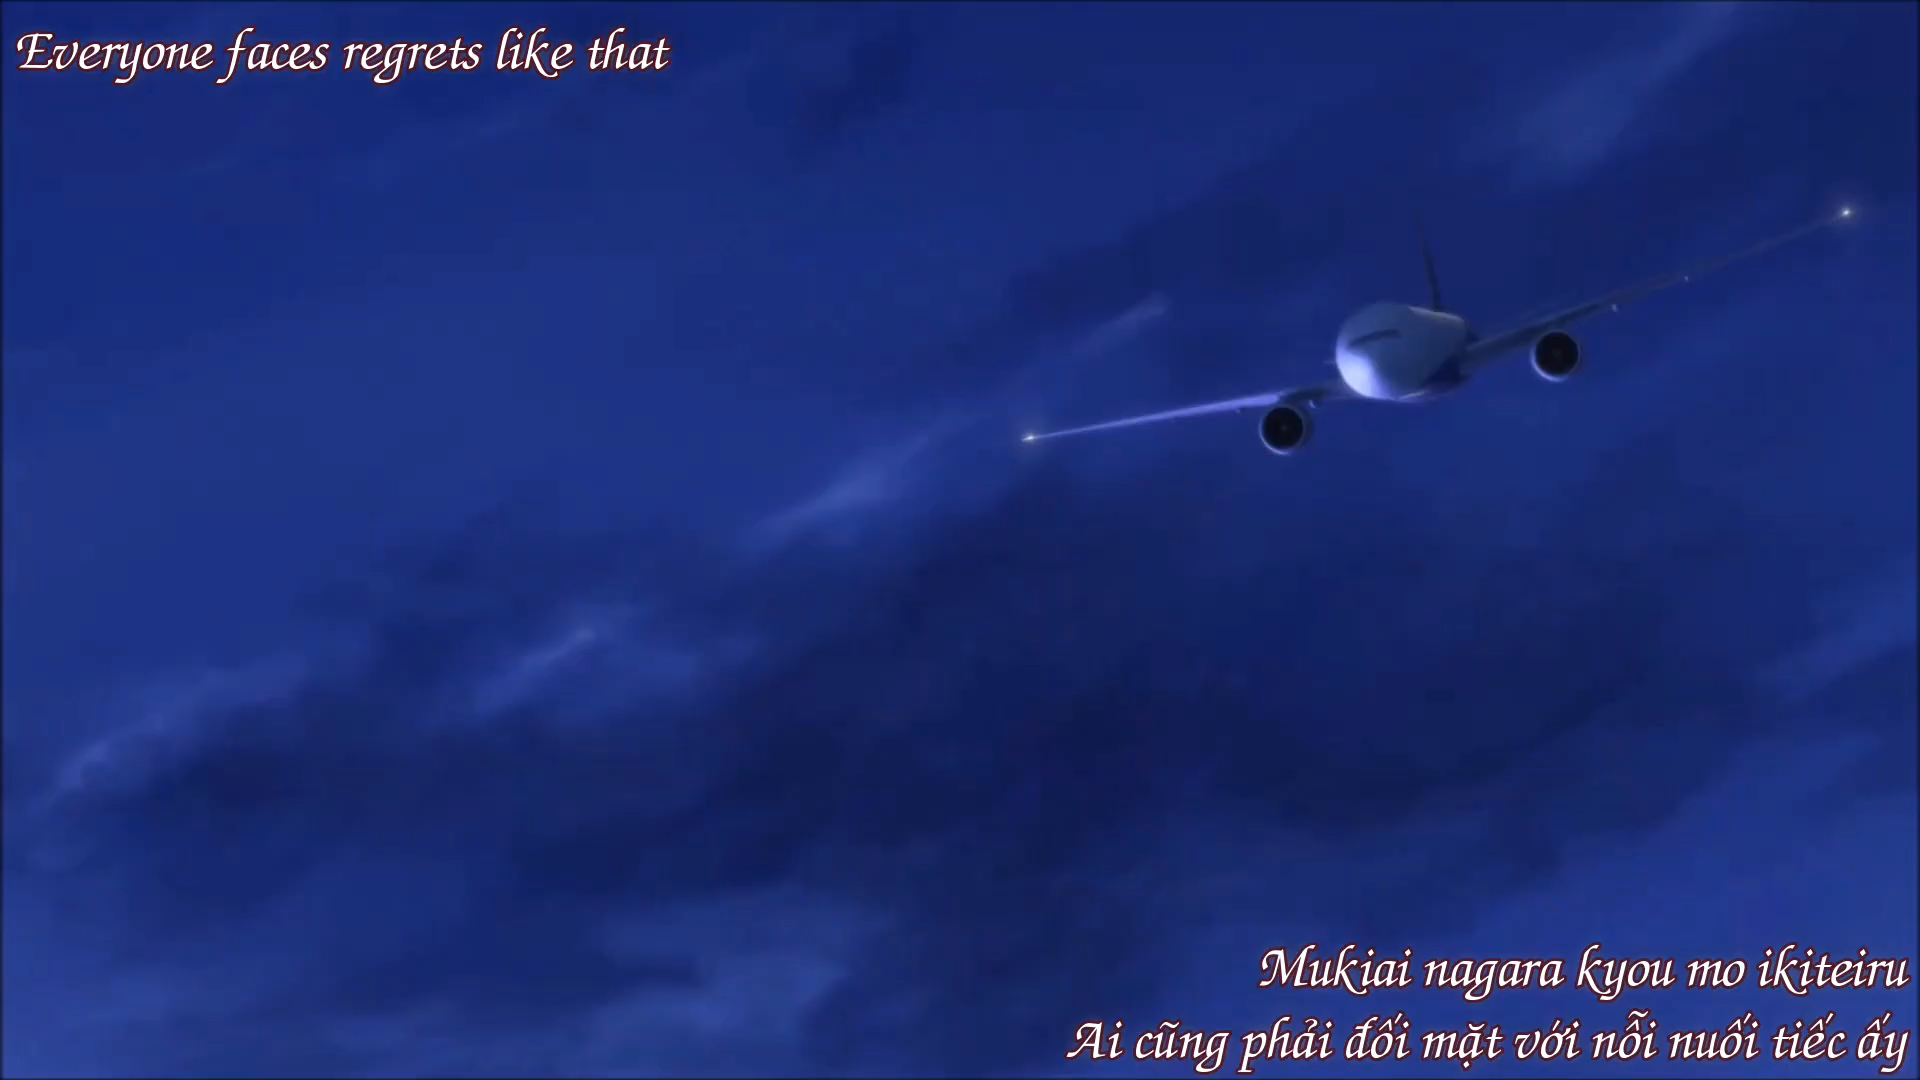 Everyone faces regrets like that
Mukiai nagara kyou mo ikiteiru
Ai cũng phải đối mặt với nỗi nuối tiếc ấy